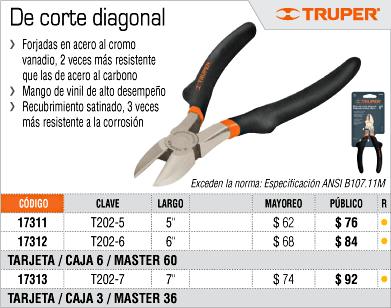 De corte diagonal
TRUPER®
Forjadas en acero al cromo
vanadio, 2 veces más resistente
que las de acero al carbono
Mango de vinil de alto desempeño
Recubrimiento satinado, 3 veces
más resistente a la corrosión
TRUPER
Exceden la norma: Especificación ANSI B107.11M
CÓDIGO CLAVE LARGO MAYOREO PÚBLICO R
17311 T202-5 5" $ 62 $ 76
17312 T202-6 6" $ 68 $ 84
TARJETA / CAJA 6 / MASTER 60
17313 T202-7 7" $ 74 $ 92
TARJETA / CAJA 3 / MASTER 36